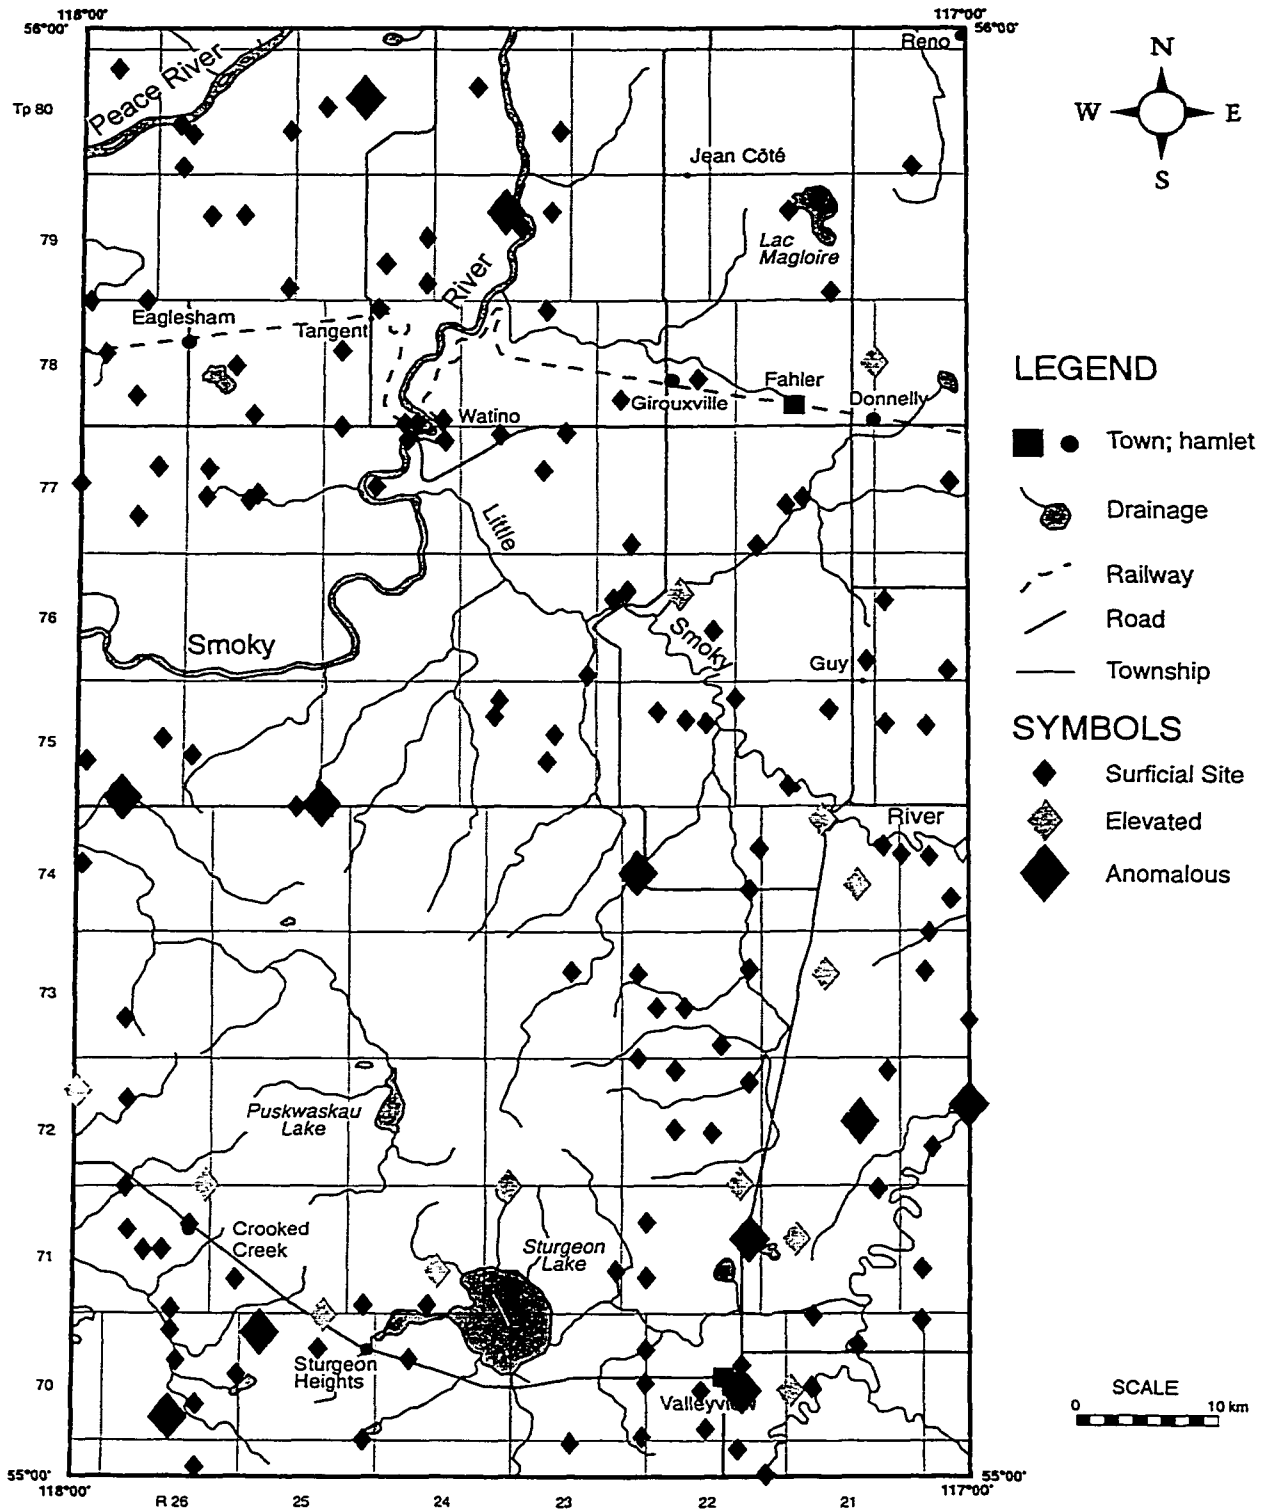 118°00'
117°00'
56°00'
56°00'
Reno
N
W
E
S
Peace River
Tp 80
Jean Côté
79
Lac
Magloire
River
Eaglesham
Tangent
78
Fahler
Girouxville
Donnelly
Watino
77
Little
76
Smoky
Smoky
Guy
75
River
74
73
Puskwaskau
Lake
72
Crooked
Creek
Sturgeon
Lake
71
Sturgeon
Heights
70
Valleyview
55°00'
55°00'
118°00'
117°00'
R 26
25
24
23
22
21
LEGEND
Town; hamlet
Drainage
Railway
Road
Township
SYMBOLS
Surficial Site
Elevated
Anomalous
SCALE
0
10 km